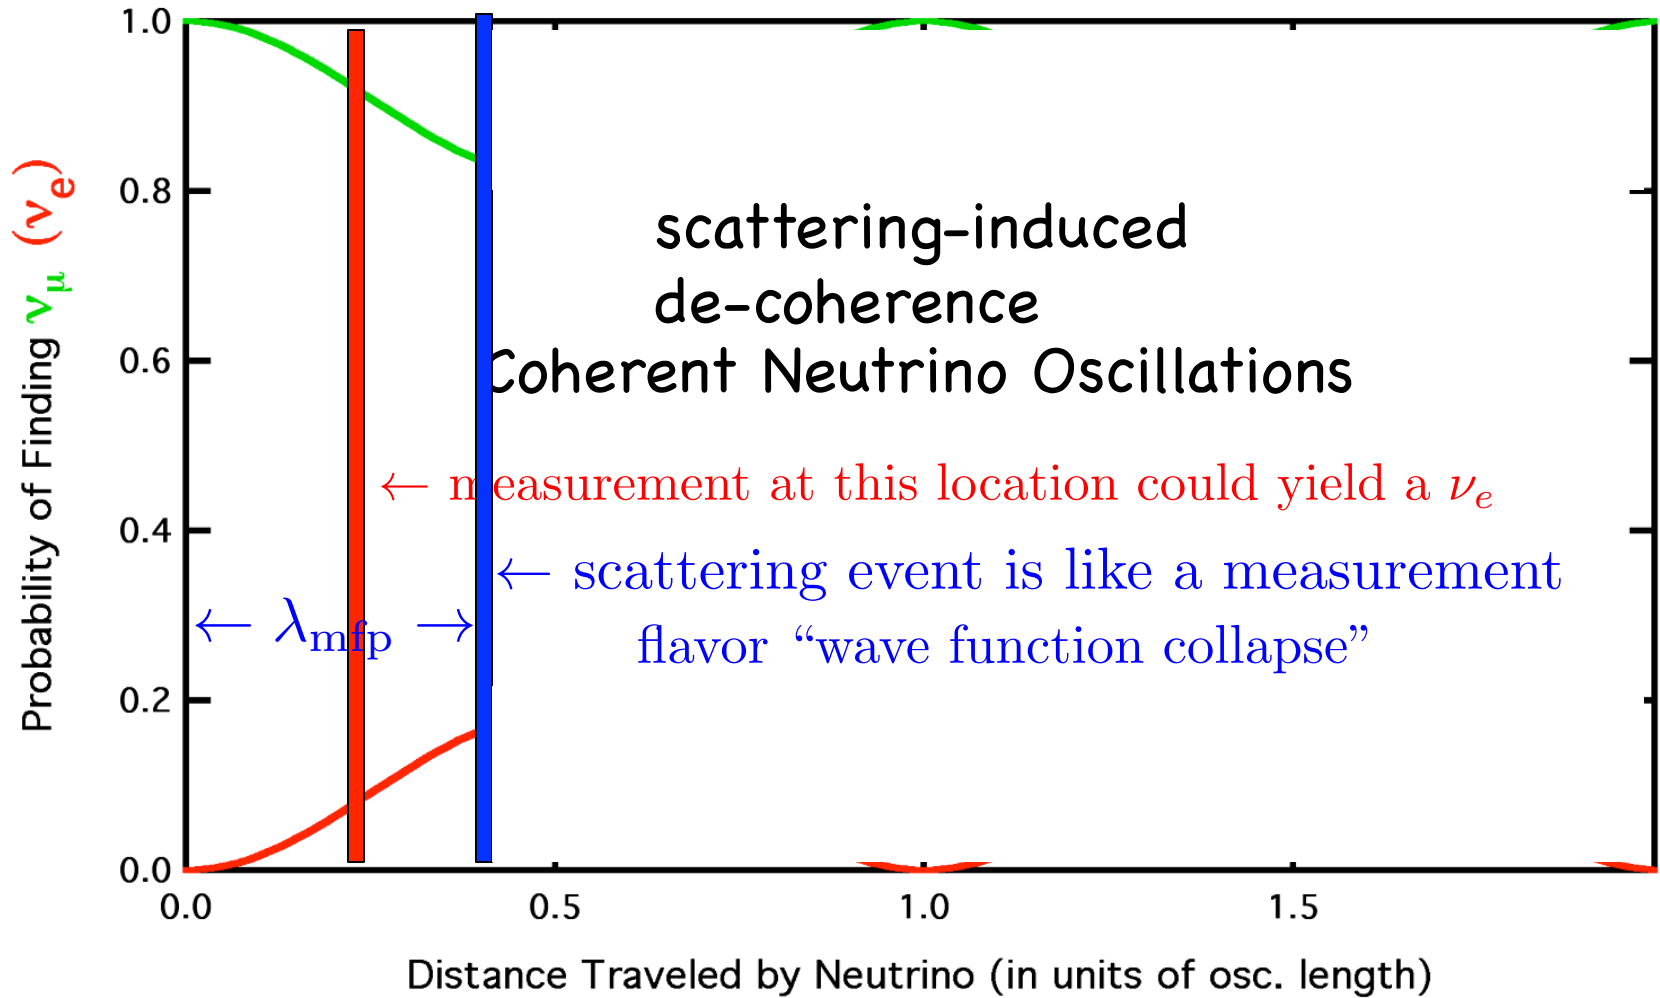 1.0
0.8
0.6
0.4
0.2
0.0
0.0 0.5 1.0 1.5
Probability of Finding νμ (νe)
scattering-induced
de-coherence
Coherent Neutrino Oscillations
← measurement at this location could yield a νe
← scattering event is like a measurement
flavor “wave function collapse”
← λmfp →
Distance Traveled by Neutrino (in units of osc. length)